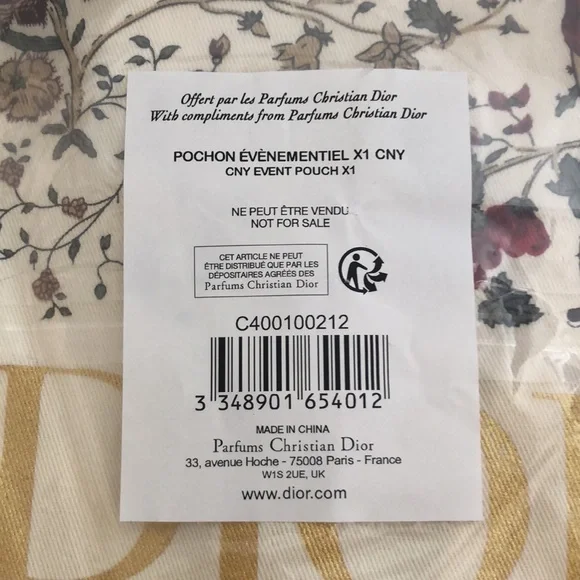 Offert par les Parfums Christian Dior
With compliments from Parfums Christian Dior
POCHON ÉVÈNEMENTIEL X1 CNY
CNY EVENT POUCH X1
NE PEUT ÊTRE VENDU
NOT FOR SALE
CET ARTICLE NE PEUT
ÊTRE DISTRIBUÉ QUE PAR LES
DÉPOSITAIRES AGRÉÉS DES
Parfums Christian Dior
C400100212
3 348901 654012
MADE IN CHINA
Parfums Christian Dior
33, avenue Hoche - 75008 Paris - France
W1S 2UE, UK
www.dior.com
DIOR